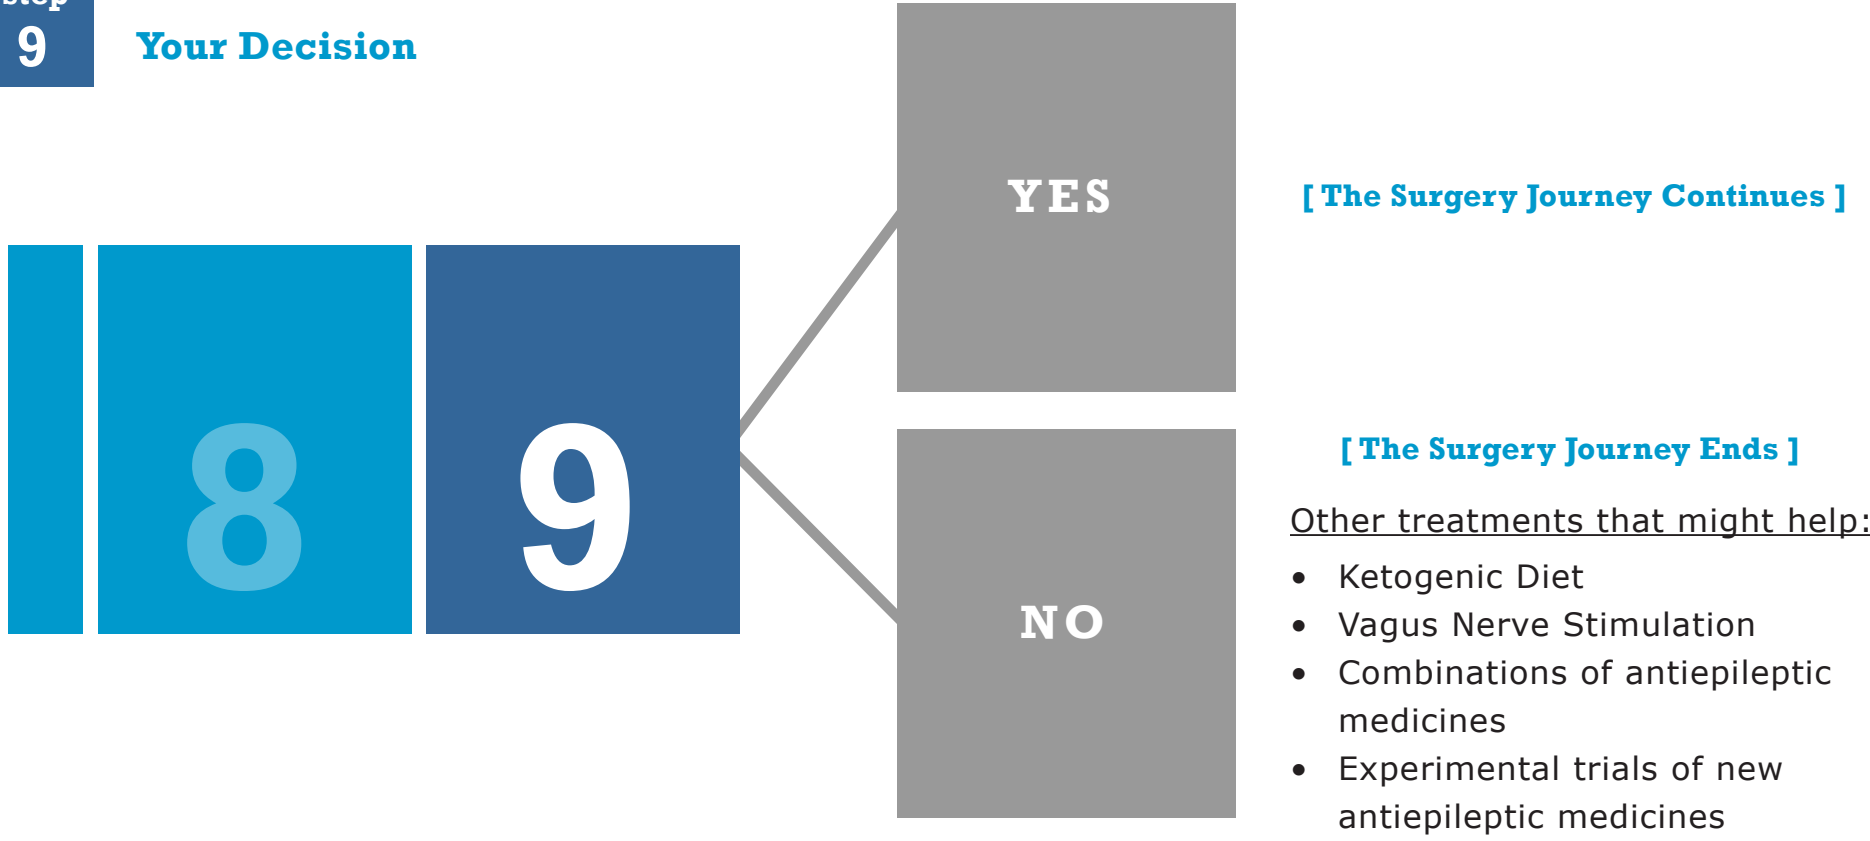 step
9
Your Decision
YES
[ The Surgery Journey Continues ]
8
9
[ The Surgery Journey Ends ]
Other treatments that might help:
• Ketogenic Diet
• Vagus Nerve Stimulation
NO
• Combinations of antiepileptic
medicines
• Experimental trials of new
antiepileptic medicines